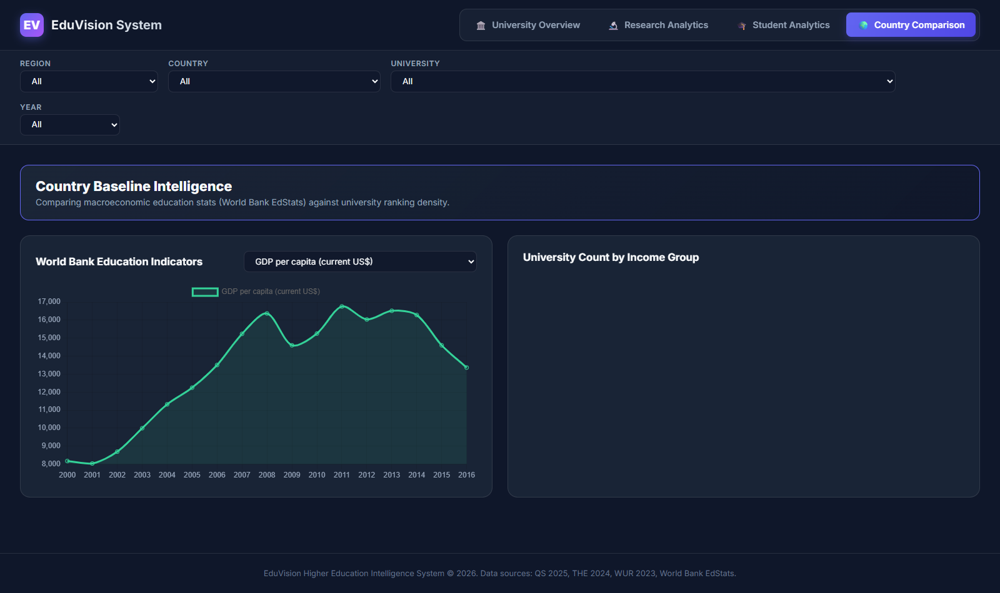 EV EduVision System
University Overview
Research Analytics
Student Analytics
Country Comparison
REGION
All
COUNTRY
All
UNIVERSITY
All
YEAR
All
Country Baseline Intelligence
Comparing macroeconomic education stats (World Bank EdStats) against university ranking density.
World Bank Education Indicators
GDP per capita (current US$)
GDP per capita (current US$)
17,000
16,000
15,000
14,000
13,000
12,000
11,000
10,000
9,000
8,000
2000 2001 2002 2003 2004 2005 2006 2007 2008 2009 2010 2011 2012 2013 2014 2015 2016
University Count by Income Group
EduVision Higher Education Intelligence System © 2026. Data sources: QS 2025, THE 2024, WUR 2023, World Bank EdStats.